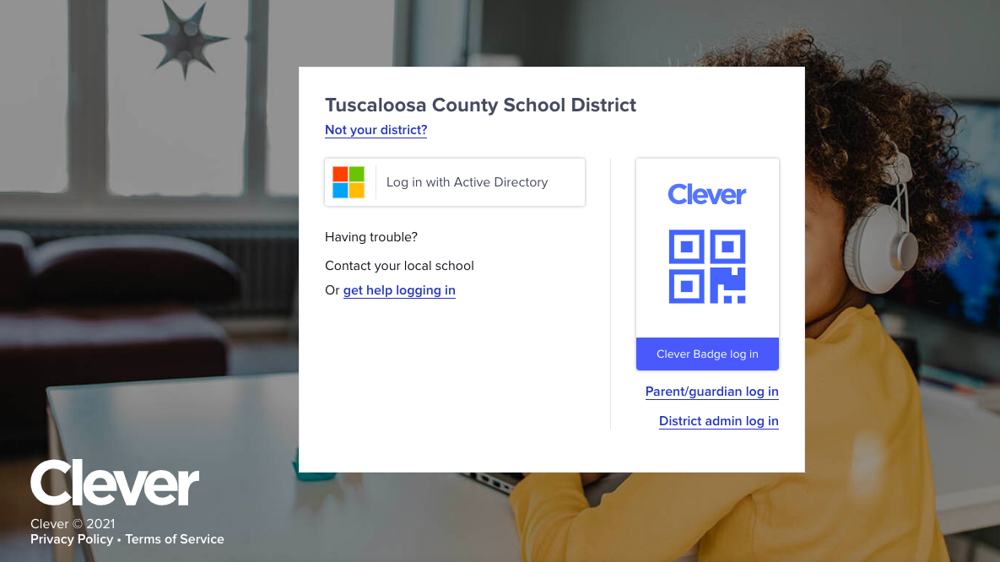 Tuscaloosa County School District
Not your district?
Log in with Active Directory
Having trouble?
Contact your local school
Or get help logging in
Clever
Clever Badge log in
Parent/guardian log in
District admin log in
Clever
Clever © 2021
Privacy Policy • Terms of Service